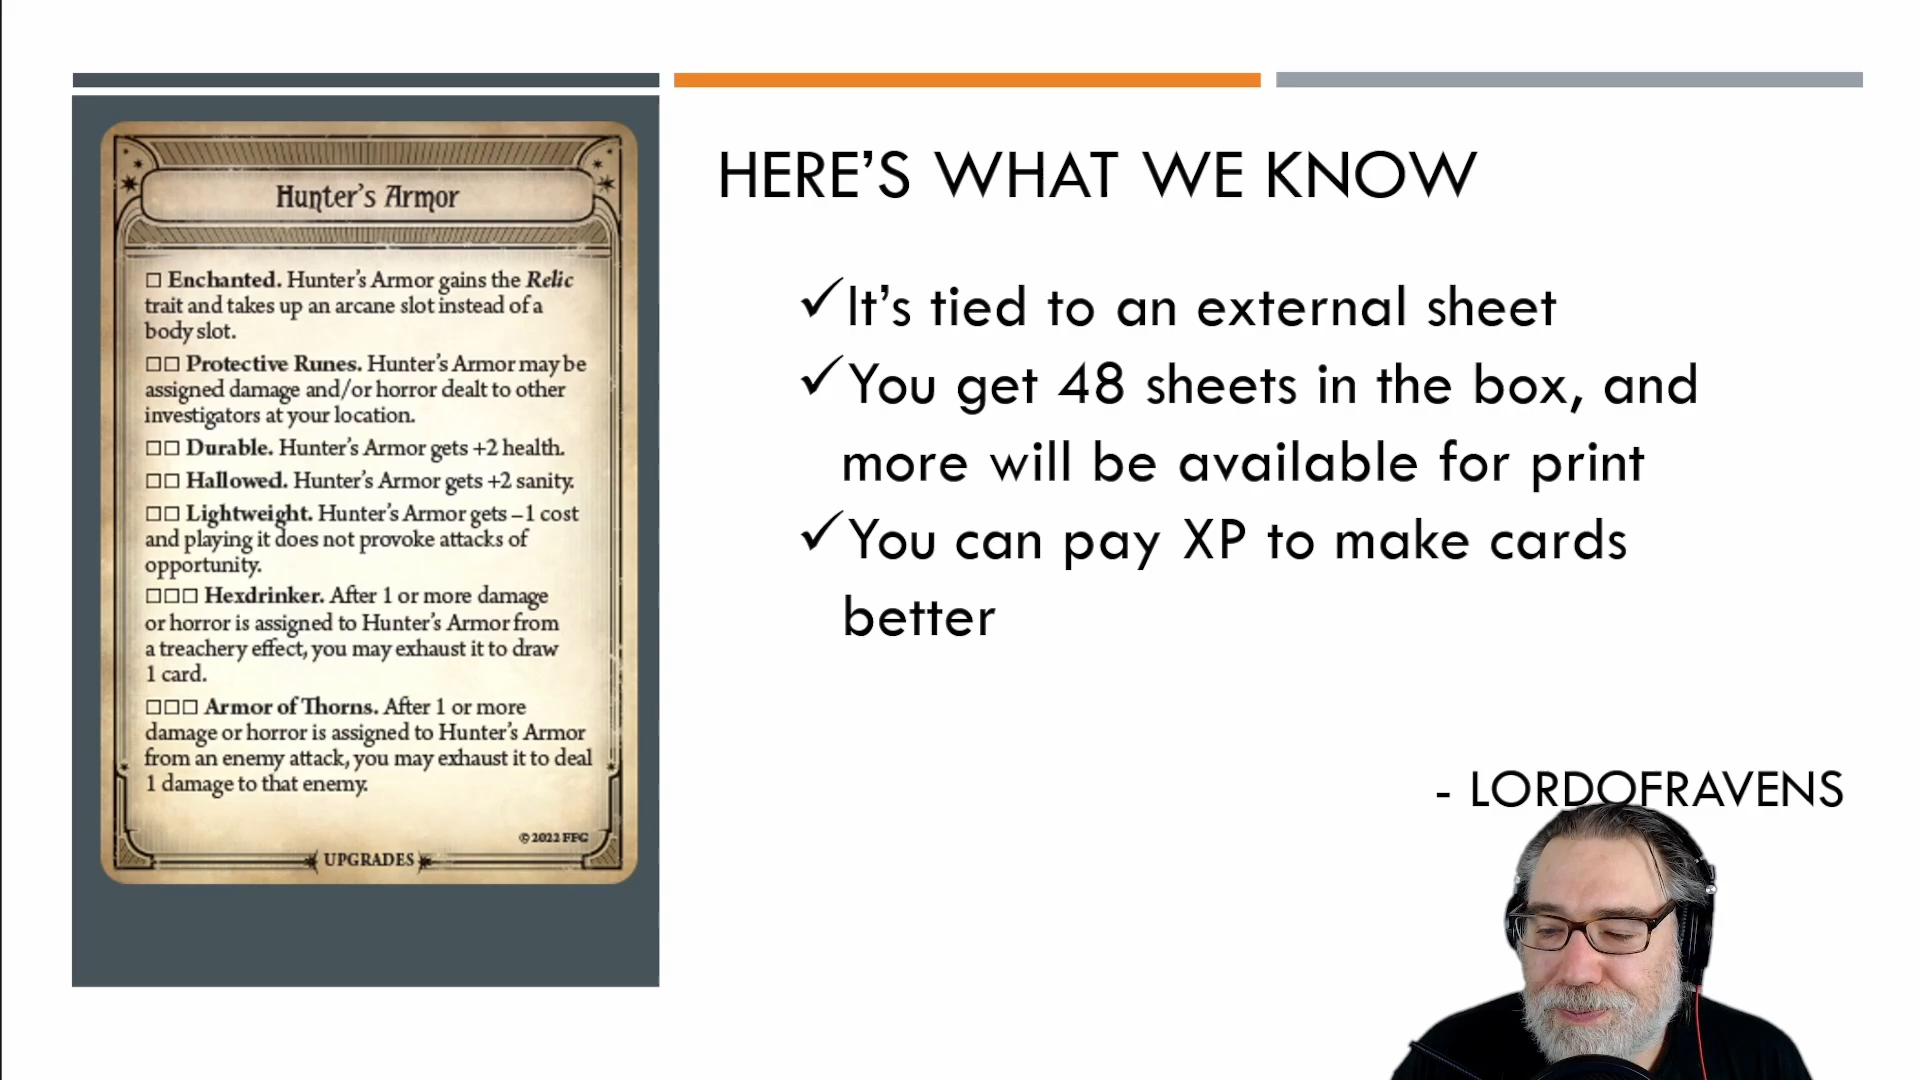 Hunter's Armor
☐ Enchanted. Hunter's Armor gains the Relic
trait and takes up an arcane slot instead of a
body slot.
☐☐ Protective Runes. Hunter's Armor may be
assigned damage and/or horror dealt to other
investigators at your location.
☐☐ Durable. Hunter's Armor gets +2 health.
☐☐ Hallowed. Hunter's Armor gets +2 sanity.
☐☐ Lightweight. Hunter's Armor gets –1 cost
and playing it does not provoke attacks of
opportunity.
☐☐☐ Hexdrinker. After 1 or more damage
or horror is assigned to Hunter's Armor from
a treachery effect, you may exhaust it to draw
1 card.
☐☐☐ Armor of Thorns. After 1 or more
damage or horror is assigned to Hunter's Armor
from an enemy attack, you may exhaust it to deal
1 damage to that enemy.
© 2022 FFG
UPGRADES
HERE'S WHAT WE KNOW
✓It's tied to an external sheet
✓You get 48 sheets in the box, and
more will be available for print
✓You can pay XP to make cards
better
- LORDOFRAVENS